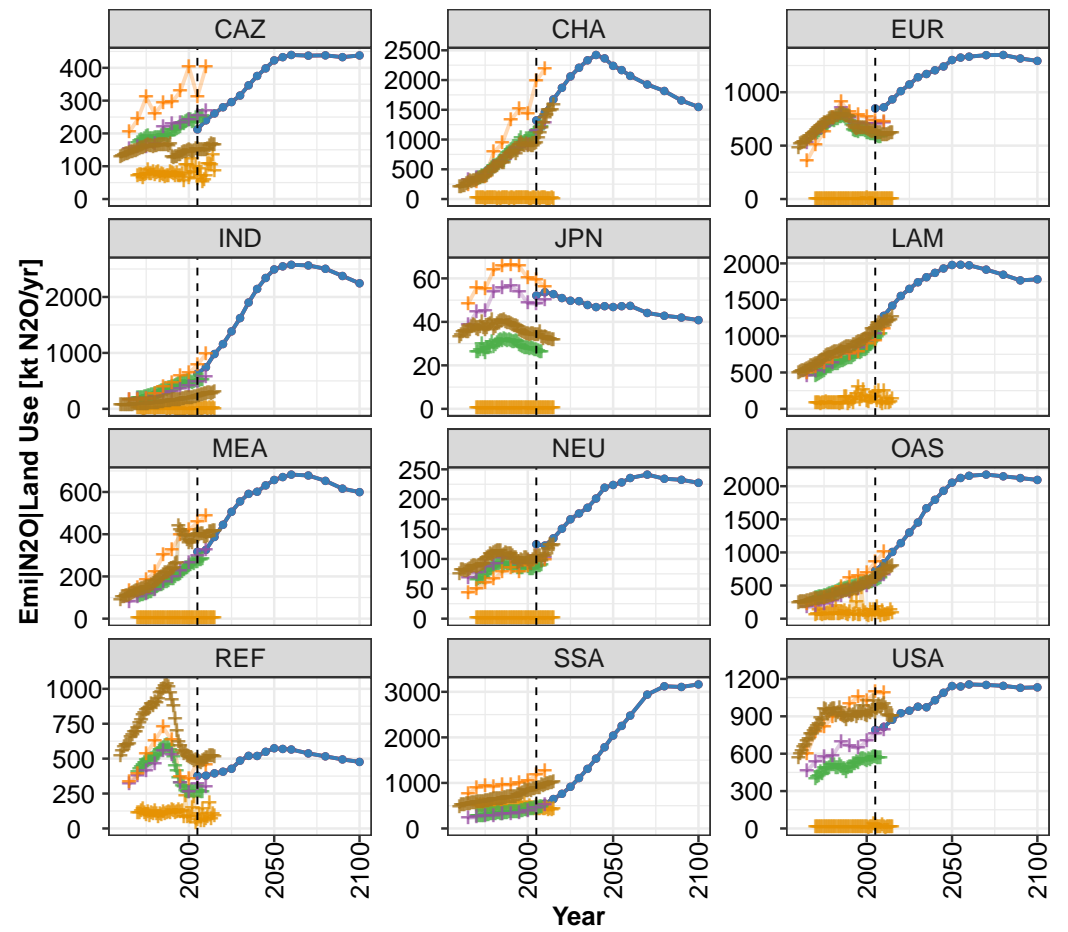 CAZ CHA EUR
400 2500 1000
300 2000 500
200 1500 0
100 1000
0 500
0
IND JPN LAM
2000 60 2000
1000 40 1500
0 20 1000
0 500
0
MEA NEU OAS
600 250 2000
400 200 1500
200 150 1000
0 100 500
50 0
0
REF SSA USA
1000 3000 1200
750 2000 900
500 1000 600
250 0 300
0 0
2000 2050 2100 2000 2050 2100 2000 2050 2100
Year
Emi|N2O|Land Use [kt N2O/yr]